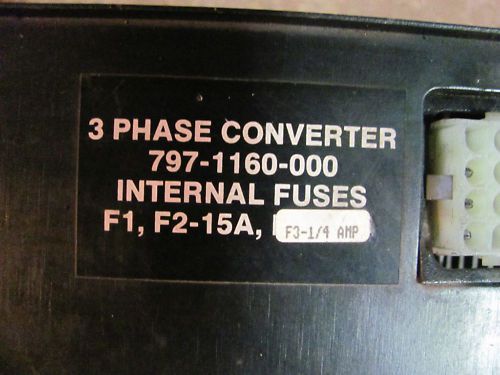 3 PHASE CONVERTER
797-1160-000
INTERNAL FUSES
F1, F2-15A, F3-1/4 AMP